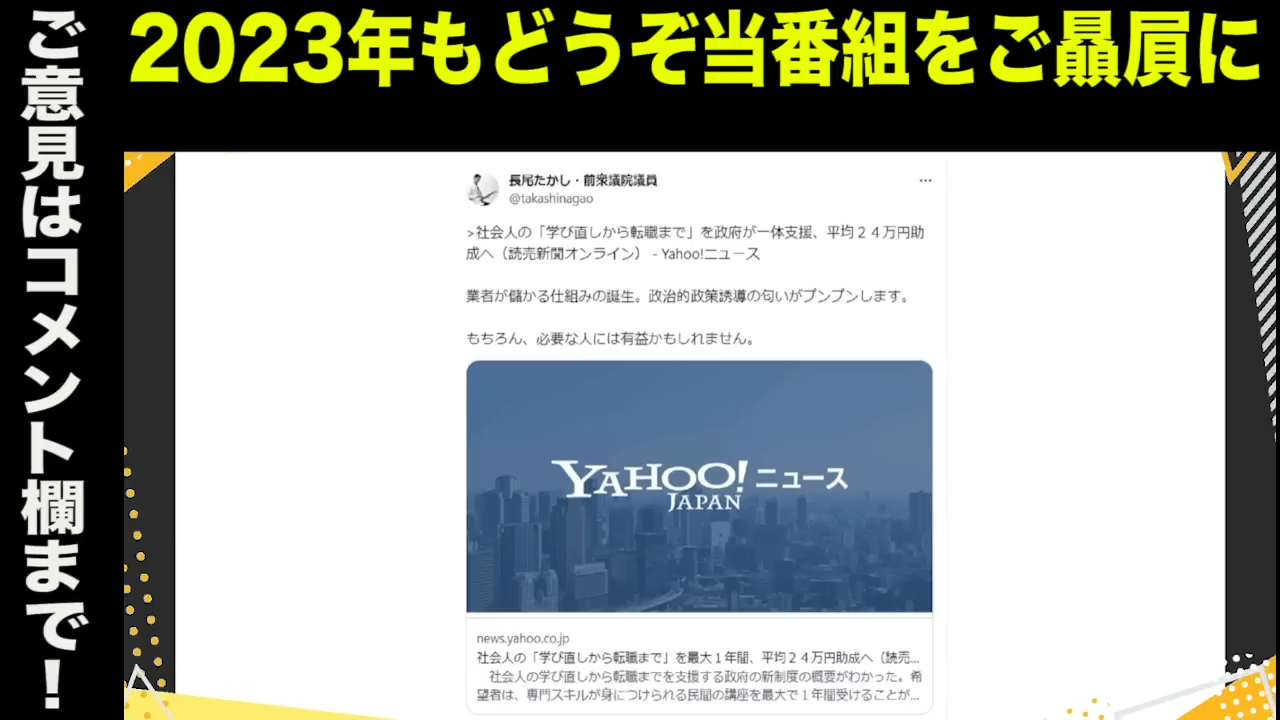 2023年もどうぞ当番組をご贔屓に
ご意見はコメント欄まで！
長尾たかし・前衆議院議員
@takashinagao
>社会人の「学び直しから転職まで」を政府が一体支援、平均２４万円助
成へ（読売新聞オンライン） - Yahoo!ニュース
業者が儲かる仕組みの誕生。政治的政策誘導の匂いがプンプンします。
もちろん、必要な人には有益かもしれません。
YAHOO! ニュース
JAPAN
news.yahoo.co.jp
社会人の「学び直しから転職まで」を最大１年間、平均２４万円助成へ（読売...
社会人の学び直しから転職までを支援する政府の新制度の概要がわかった。希
望者は、専門スキルが身につけられる民間の講座を最大で１年間受けることが...